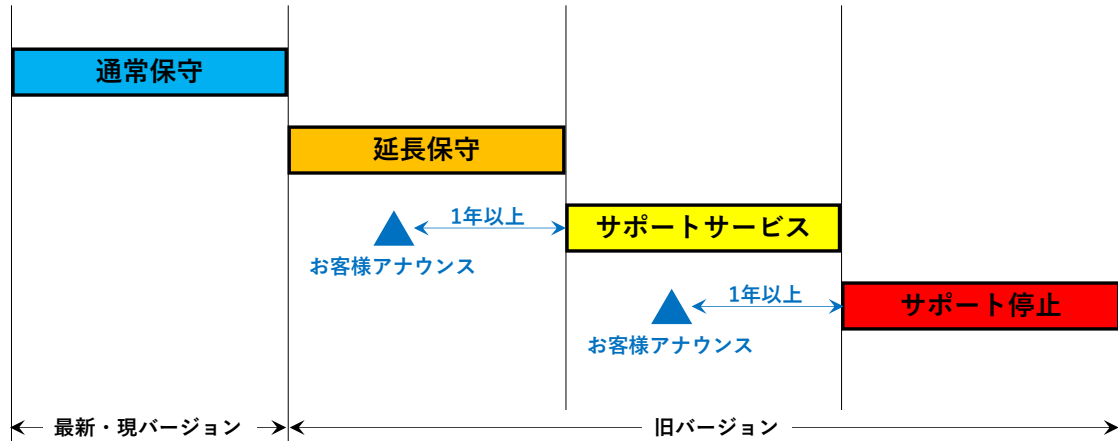 通常保守
延長保守
1年以上
サポートサービス
お客様アナウンス
1年以上
サポート停止
お客様アナウンス
最新・現バージョン
旧バージョン